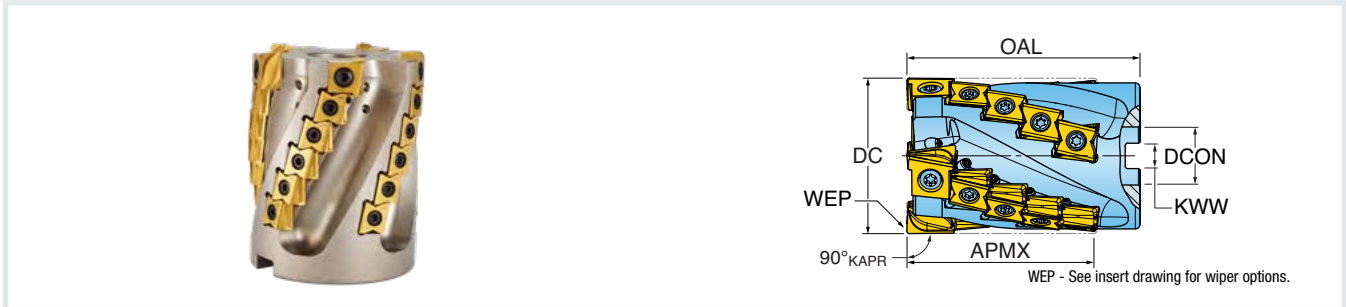 OAL
DC
DCON
WEP
KWW
90°KAPR
APMX
WEP - See insert drawing for wiper options.